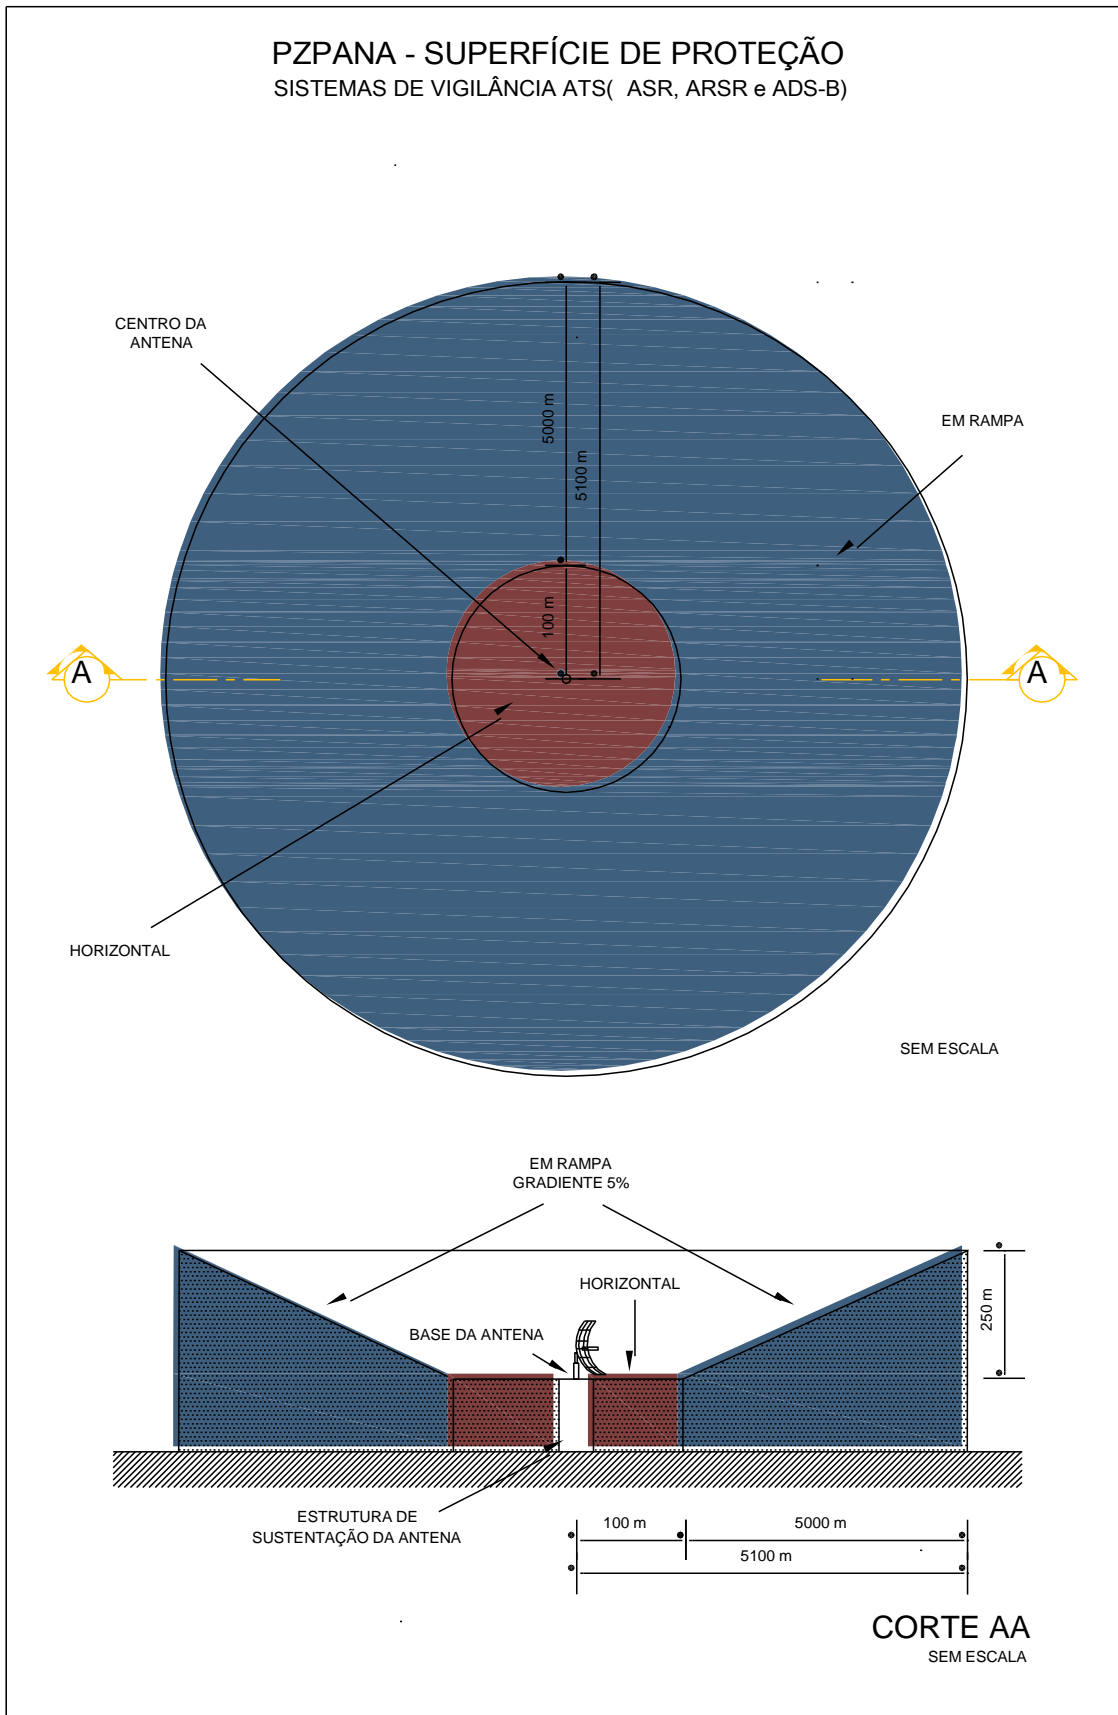 PZPANA - SUPERFÍCIE DE PROTEÇÃO
SISTEMAS DE VIGILÂNCIA ATS( ASR, ARSR e ADS-B)
CENTRO DA
ANTENA
EM RAMPA
5000 m
5100 m
100 m
A
A
HORIZONTAL
SEM ESCALA
EM RAMPA
GRADIENTE 5%
HORIZONTAL
BASE DA ANTENA
250 m
ESTRUTURA DE
SUSTENTAÇÃO DA ANTENA
100 m
5000 m
5100 m
CORTE AA
SEM ESCALA